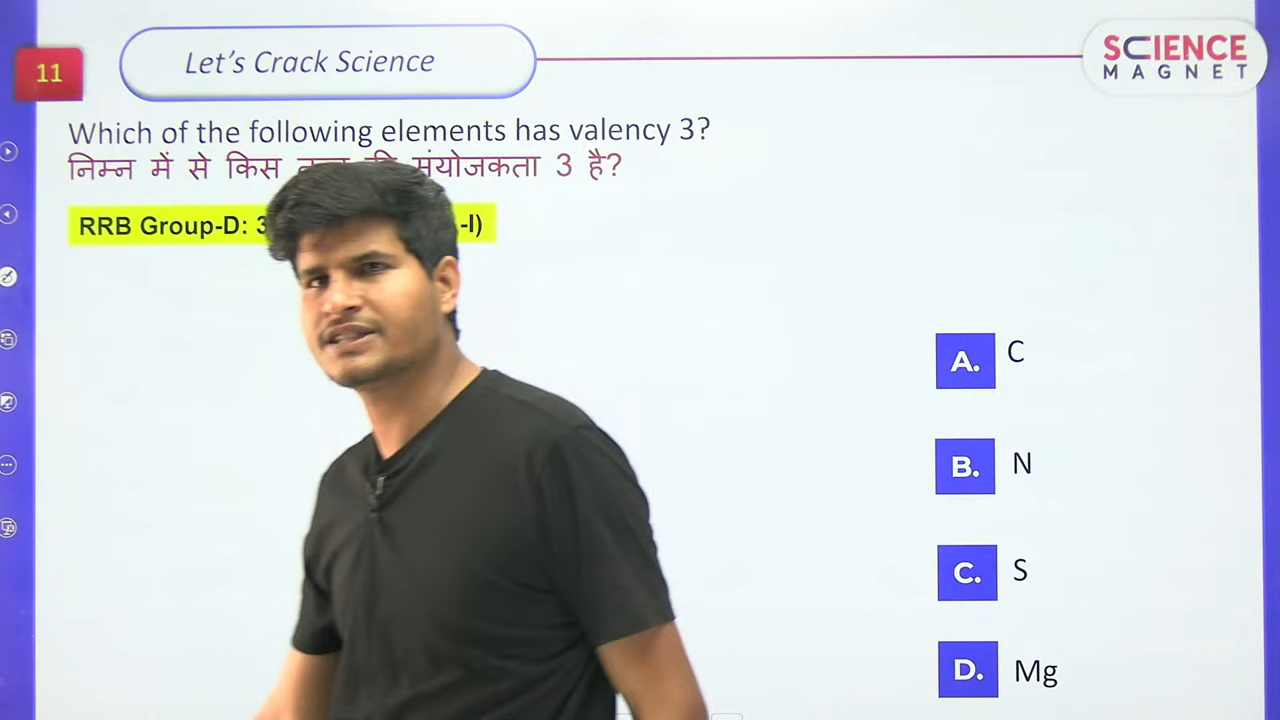 11
Let's Crack Science
SCIENCE
MAGNET
Which of the following elements has valency 3?
निम्न में से किस की संयोजकता 3 है?
RRB Group-D: 3 -I)
A. C
B. N
C. S
D. Mg